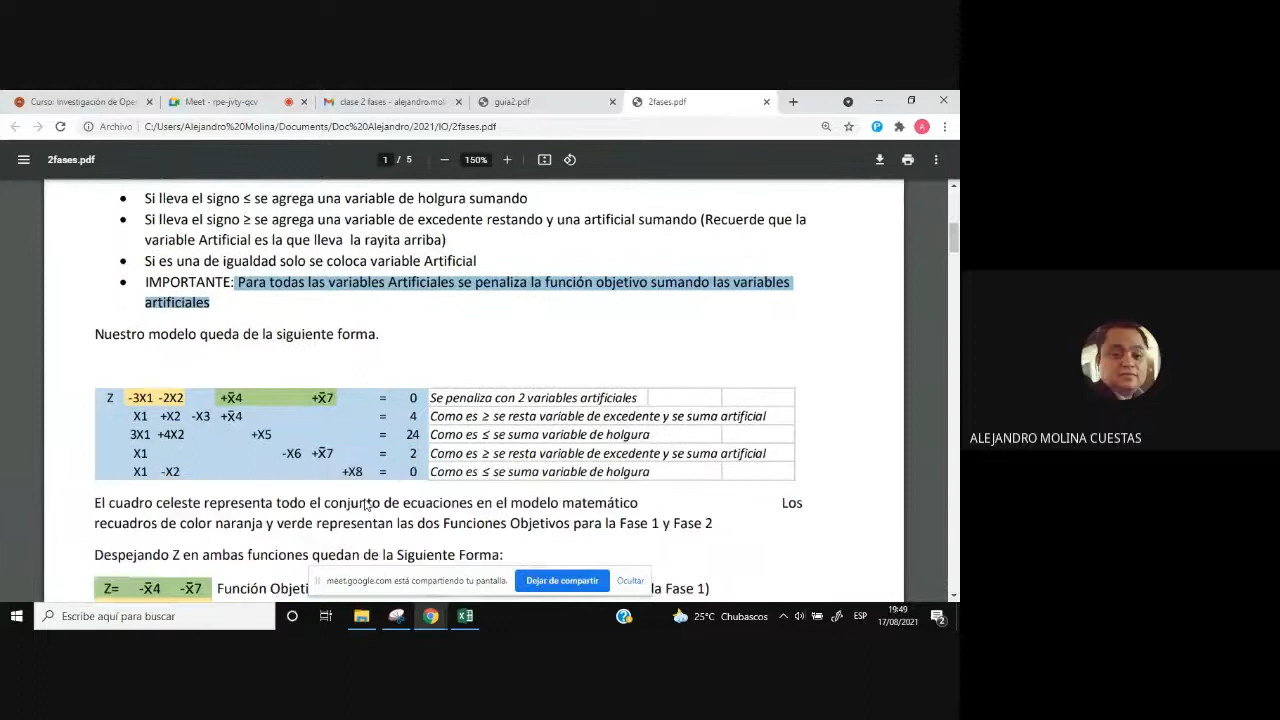 Curso: Investigación de Oper
Meet - rpe-jvty-qcv
clase 2 fases - alejandro.mol
guia2.pdf
2fases.pdf
Archivo
C:/Users/Alejandro%20Molina/Documents/Doc%20Alejandro/2021/IO/2fases.pdf
A
2fases.pdf
1 / 5
150%
• Si lleva el signo ≤ se agrega una variable de holgura sumando
• Si lleva el signo ≥ se agrega una variable de excedente restando y una artificial sumando (Recuerde que la
variable Artificial es la que lleva la rayita arriba)
• Si es una de igualdad solo se coloca variable Artificial
• IMPORTANTE: Para todas las variables Artificiales se penaliza la función objetivo sumando las variables
artificiales
Nuestro modelo queda de la siguiente forma.
Z -3X1 -2X2 +X̄4 +X̄7 = 0 Se penaliza con 2 variables artificiales
X1 +X2 -X3 +X̄4 = 4 Como es ≥ se resta variable de excedente y se suma artificial
3X1 +4X2 +X5 = 24 Como es ≤ se suma variable de holgura
X1 -X6 +X̄7 = 2 Como es ≥ se resta variable de excedente y se suma artificial
X1 -X2 +X8 = 0 Como es ≤ se suma variable de holgura
El cuadro celeste representa todo el conjunto de ecuaciones en el modelo matemático Los
recuadros de color naranja y verde representan las dos Funciones Objetivos para la Fase 1 y Fase 2
Despejando Z en ambas funciones quedan de la Siguiente Forma:
Z= -X̄4 -X̄7 Función Objeti la Fase 1)
meet.google.com está compartiendo tu pantalla.
Dejar de compartir
Ocultar
Escribe aquí para buscar
25°C Chubascos
ESP
19:49
17/08/2021
2
ALEJANDRO MOLINA CUESTAS